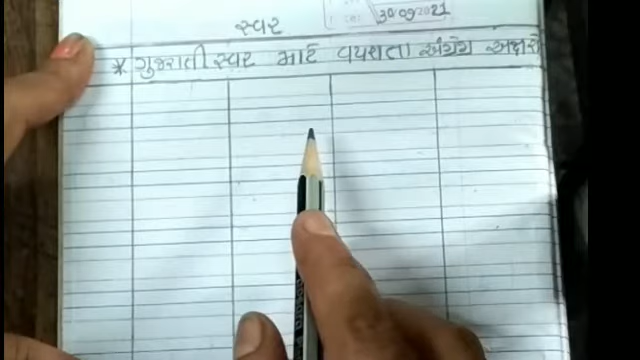 30/09/2021
સ્વર
* ગુજરાતી સ્વર માટે વપરાતા અંગ્રેજી અક્ષરો